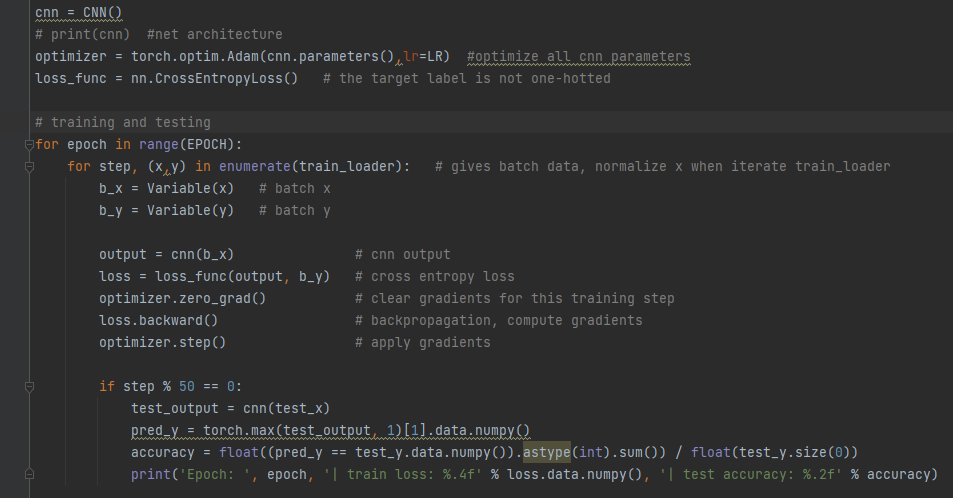 cnn = CNN()
# print(cnn)  #net architecture
optimizer = torch.optim.Adam(cnn.parameters(),lr=LR)  #optimize all cnn parameters
loss_func = nn.CrossEntropyLoss()   # the target label is not one-hotted

# training and testing
for epoch in range(EPOCH):
    for step, (x,y) in enumerate(train_loader):   # gives batch data, normalize x when iterate train_loader
        b_x = Variable(x)   # batch x
        b_y = Variable(y)   # batch y

        output = cnn(b_x)               # cnn output
        loss = loss_func(output, b_y)   # cross entropy loss
        optimizer.zero_grad()           # clear gradients for this training step
        loss.backward()                 # backpropagation, compute gradients
        optimizer.step()                # apply gradients

        if step % 50 == 0:
            test_output = cnn(test_x)
            pred_y = torch.max(test_output, 1)[1].data.numpy()
            accuracy = float((pred_y == test_y.data.numpy()).astype(int).sum()) / float(test_y.size(0))
            print('Epoch: ', epoch, '| train loss: %.4f' % loss.data.numpy(), '| test accuracy: %.2f' % accuracy)